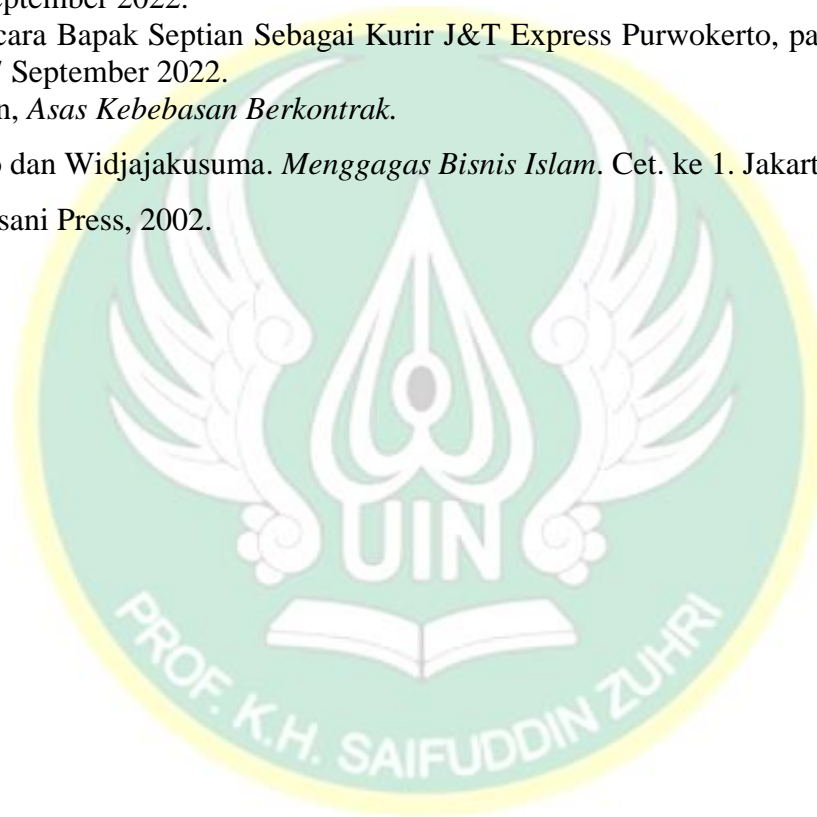 eptember 2022.
cara Bapak Septian Sebagai Kurir J&T Express Purwokerto, pa
September 2022.
n, Asas Kebebasan Berkontrak.
dan Widjajakusuma. Menggagas Bisnis Islam. Cet. ke 1. Jakart
sani Press, 2002.
UIN
PROF. K.H. SAIFUDDIN ZUHRI